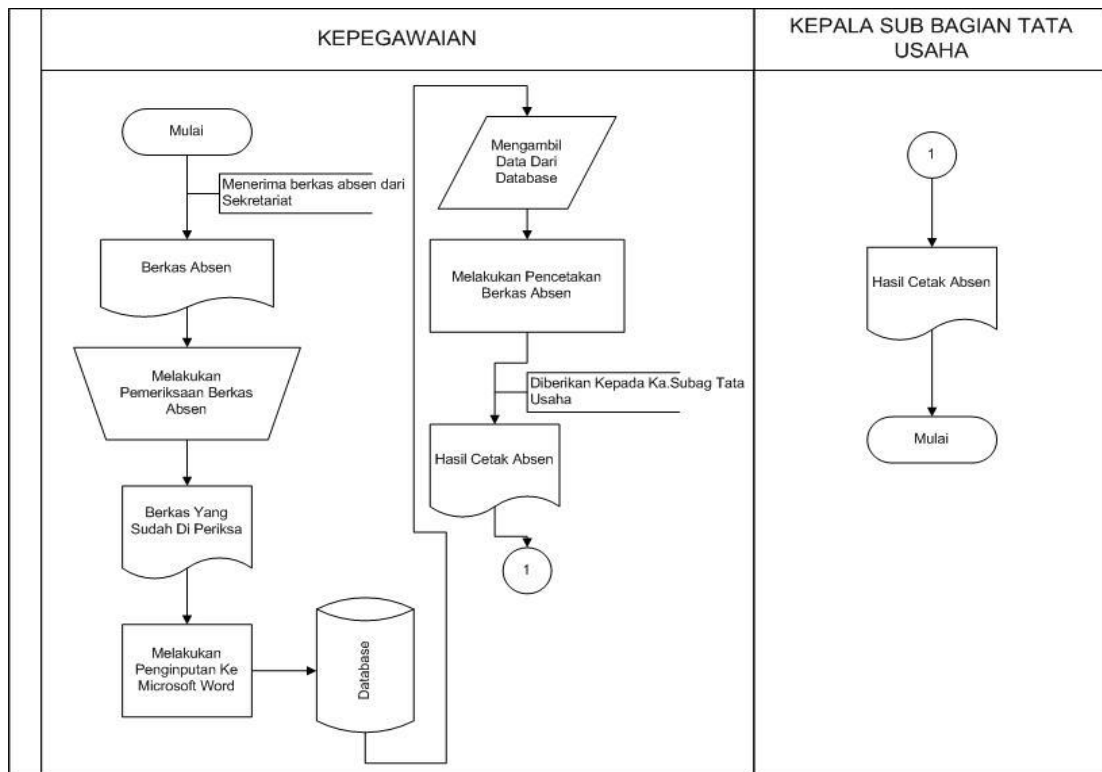 KEPEGAWAIAN
KEPALA SUB BAGIAN TATA
USAHA
Mulai
Menerima berkas absen dari
Sekretariat
Berkas Absen
Melakukan
Pemeriksaan Berkas
Absen
Berkas Yang
Sudah Di Periksa
Melakukan
Penginputan Ke
Microsoft Word
Database
Mengambil
Data Dari
Database
Melakukan Pencetakan
Berkas Absen
Diberikan Kepada Ka.Subag Tata
Usaha
Hasil Cetak Absen
1
1
Hasil Cetak Absen
Mulai